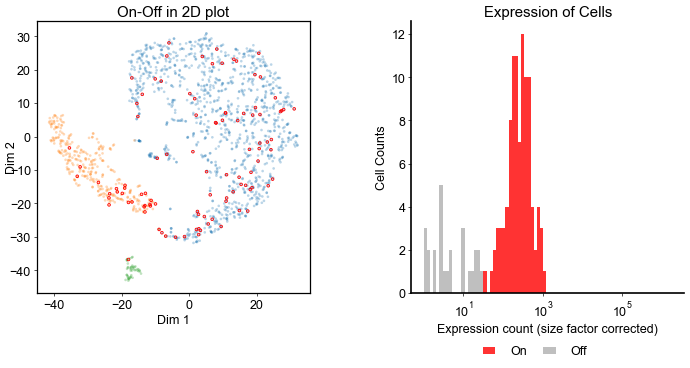 On-Off in 2D plot
30
20
10
0
−10
−20
−30
−40
Dim 2
−40
−20
0
20
Dim 1
Expression of Cells
12
10
8
6
4
2
0
Cell Counts
10^1
10^3
10^5
Expression count (size factor corrected)
On
Off